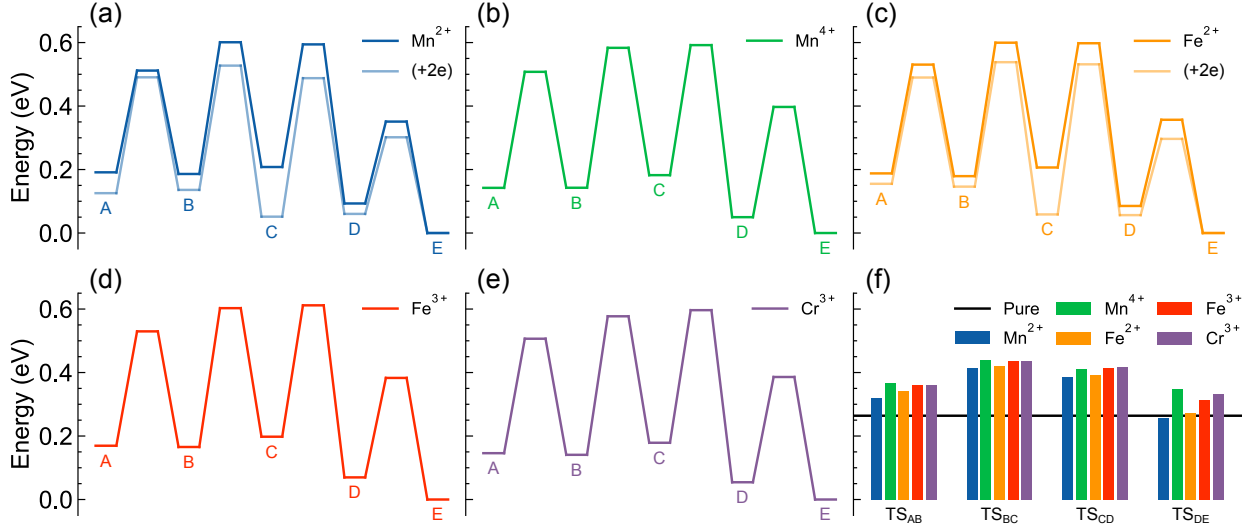 (a)
Mn2+
(+2e)
Energy (eV)
0.6
0.4
0.2
0.0
A
B
C
D
E
(b)
Mn4+
A
B
C
D
E
(c)
Fe2+
(+2e)
A
B
C
D
E
(d)
Fe3+
Energy (eV)
0.6
0.4
0.2
0.0
A
B
C
D
E
(e)
Cr3+
A
B
C
D
E
(f)
Pure Mn4+ Fe3+
Mn2+ Fe2+ Cr3+
TSAB TSBC TSCD TSDE